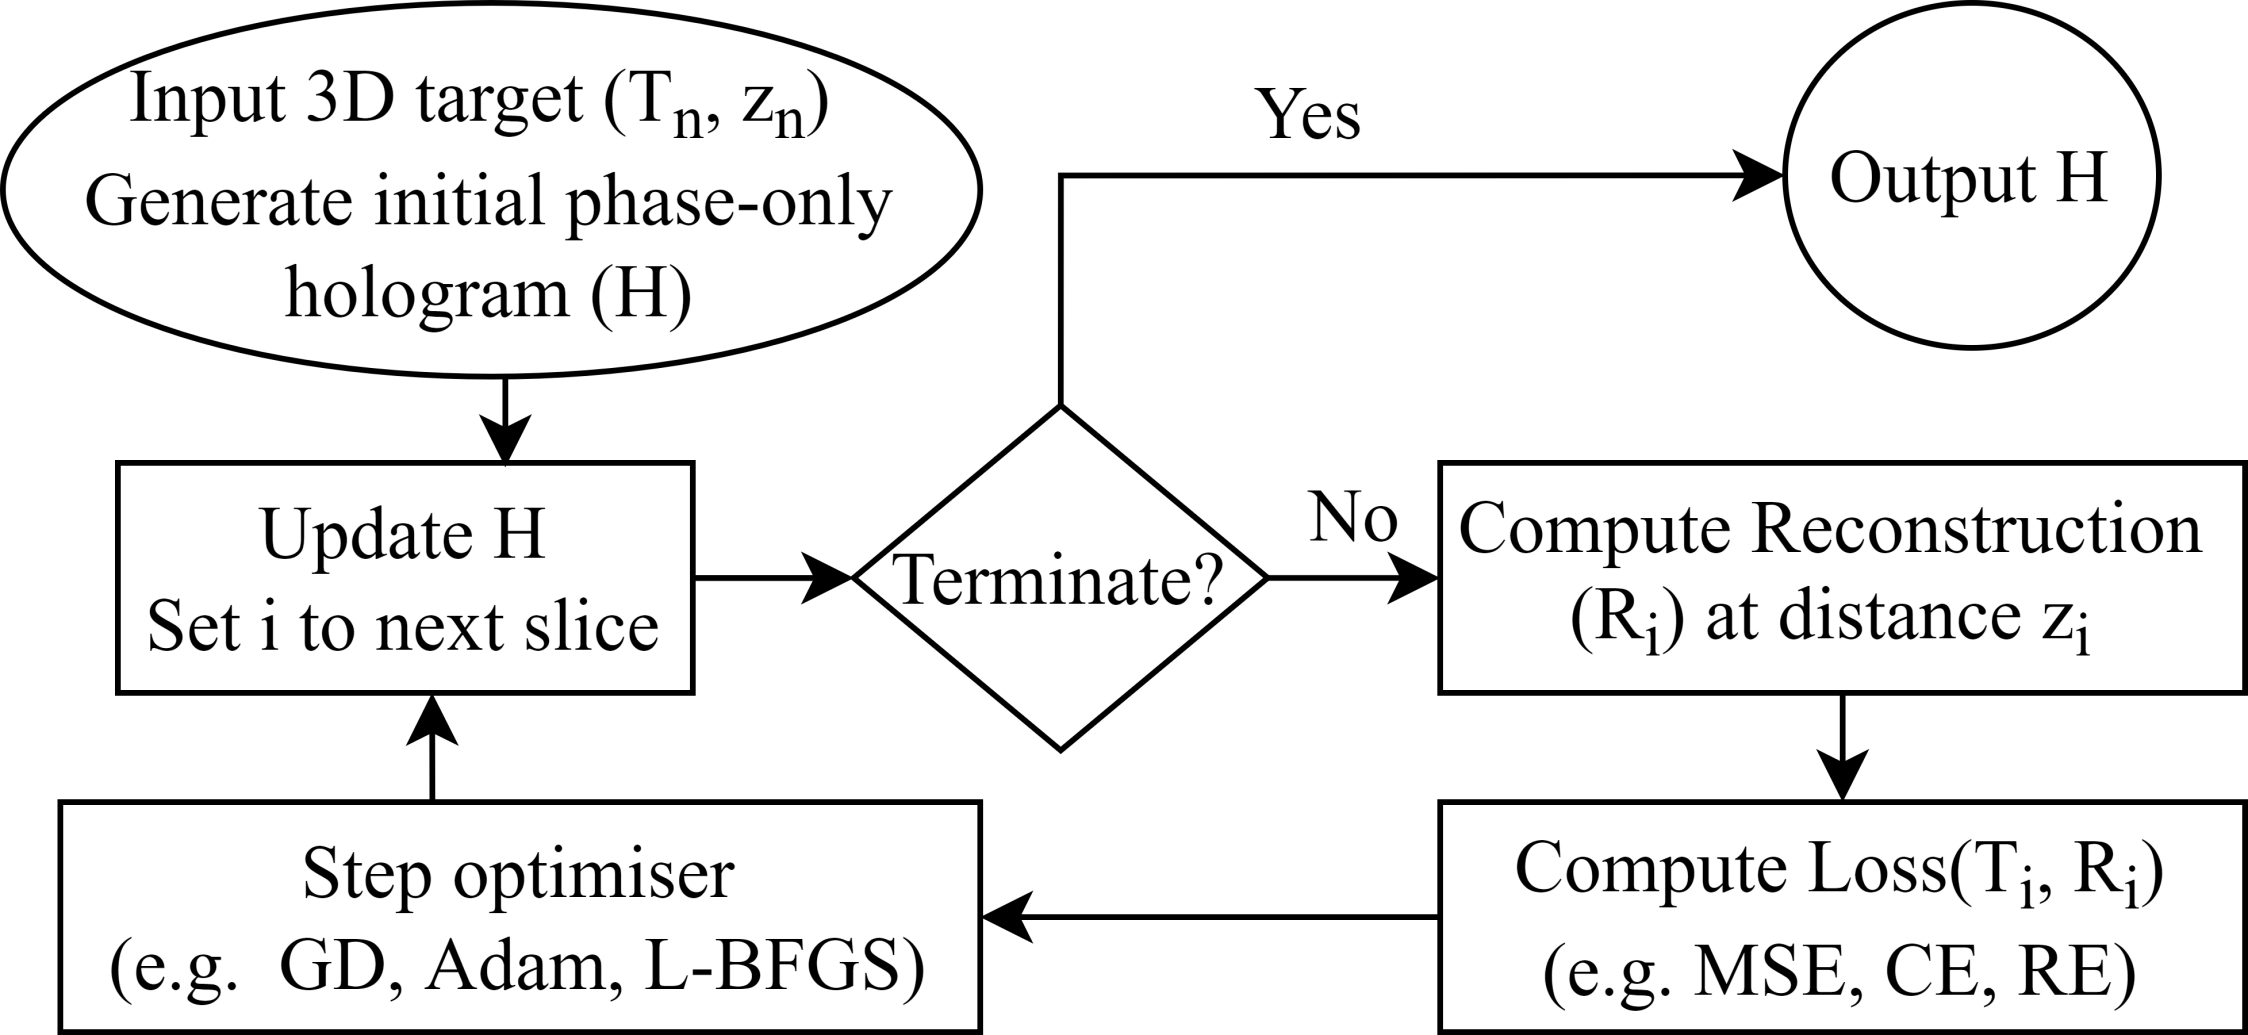 Input 3D target (Tn, zn)
Generate initial phase-only
hologram (H)
Yes
Output H
Update H
Set i to next slice
Terminate?
No
Compute Reconstruction
(Ri) at distance zi
Step optimiser
(e.g.  GD, Adam, L-BFGS)
Compute Loss(Ti, Ri)
(e.g. MSE, CE, RE)